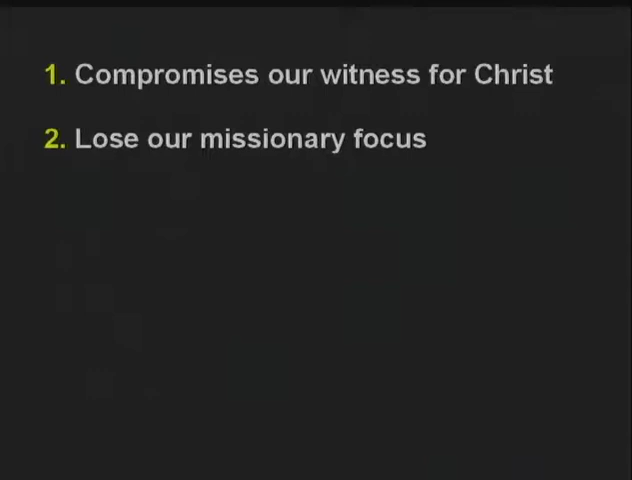 1. Compromises our witness for Christ
2. Lose our missionary focus